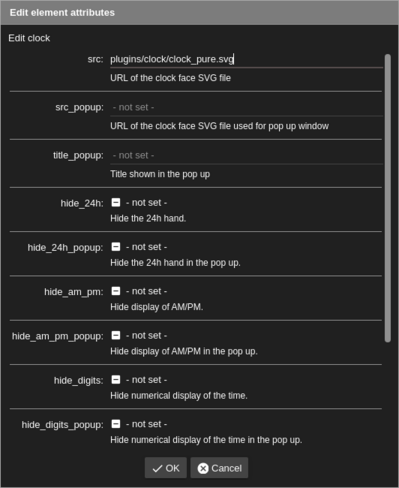 Edit element attributes
Edit clock
src: plugins/clock/clock_pure.svg
URL of the clock face SVG file
src_popup: - not set -
URL of the clock face SVG file used for pop up window
title_popup: - not set -
Title shown in the pop up
hide_24h: - not set -
Hide the 24h hand.
hide_24h_popup: - not set -
Hide the 24h hand in the pop up.
hide_am_pm: - not set -
Hide display of AM/PM.
hide_am_pm_popup: - not set -
Hide display of AM/PM in the pop up.
hide_digits: - not set -
Hide numerical display of the time.
hide_digits_popup: - not set -
Hide numerical display of the time in the pop up.
OK Cancel